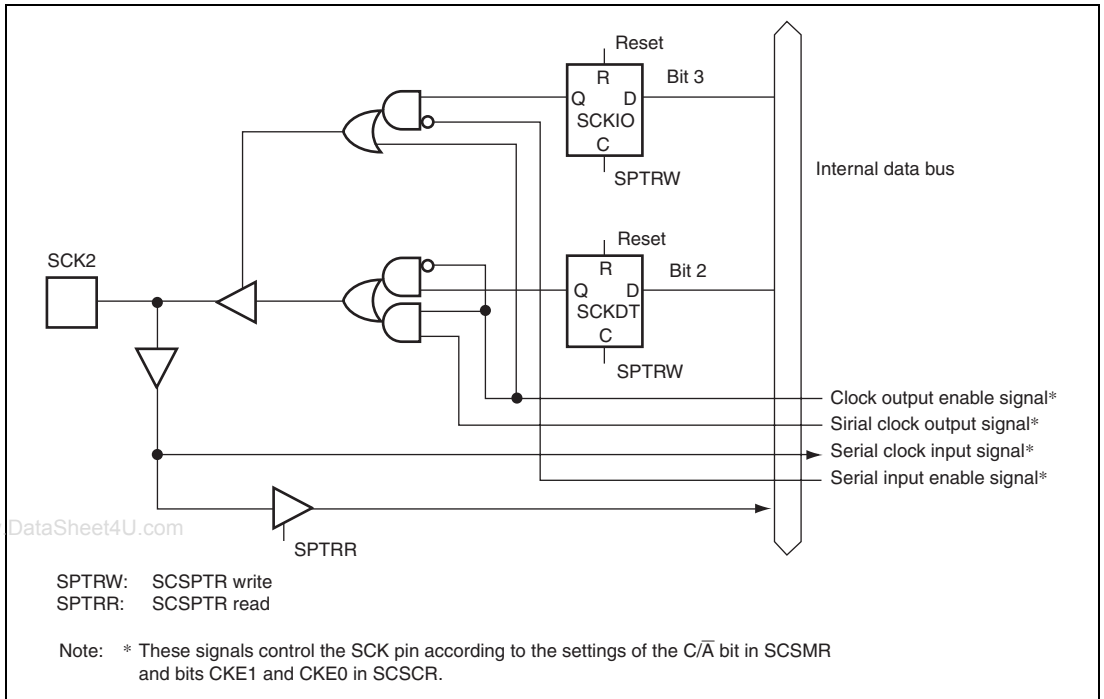 Reset
R
Bit 3
Q D
SCKIO
C
SPTRW
Internal data bus
Reset
R
Bit 2
Q D
SCKDT
C
SPTRW
SCK2
Clock output enable signal*
Sirial clock output signal*
Serial clock input signal*
Serial input enable signal*
.DataSheet4U.com
SPTRR
SPTRW: SCSPTR write
SPTRR: SCSPTR read
Note: * These signals control the SCK pin according to the settings of the C/A̅ bit in SCSMR
and bits CKE1 and CKE0 in SCSCR.